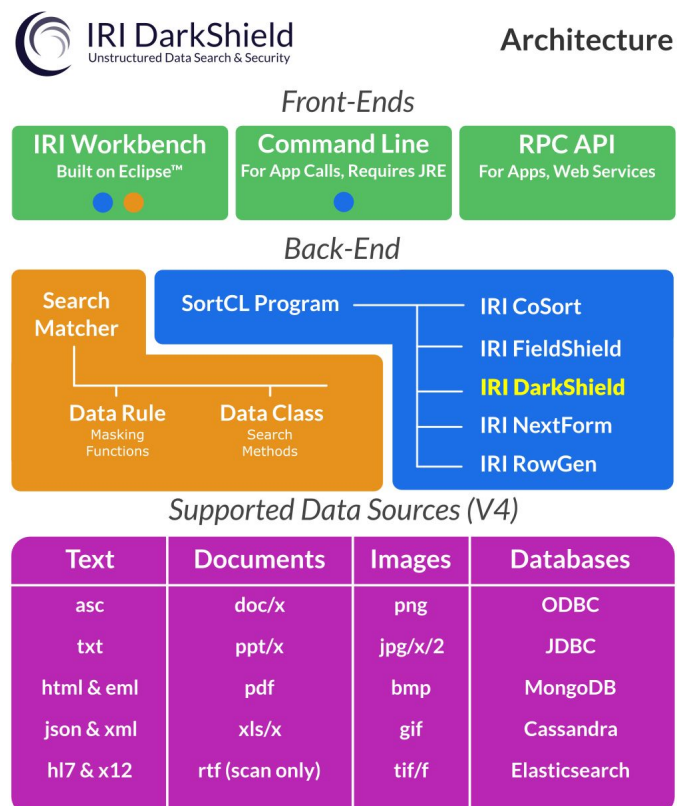 IRI DarkShield
Unstructured Data Search & Security
Architecture
Front-Ends
IRI Workbench
Built on Eclipse™
Command Line
For App Calls, Requires JRE
RPC API
For Apps, Web Services
Back-End
Search
Matcher
Data Rule
Masking
Functions
Data Class
Search
Methods
SortCL Program
IRI CoSort
IRI FieldShield
IRI DarkShield
IRI NextForm
IRI RowGen
Supported Data Sources (V4)
Text Documents Images Databases
asc doc/x png ODBC
txt ppt/x jpg/x/2 JDBC
html & eml pdf bmp MongoDB
json & xml xls/x gif Cassandra
hl7 & x12 rtf (scan only) tif/f Elasticsearch